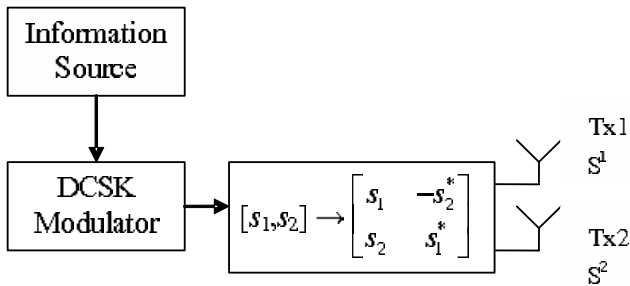 Information
Source
DCSK
Modulator
[s₁,s₂] → [s₁ -s₂*
s₂ s₁*]
Tx1
S¹
Tx2
S²